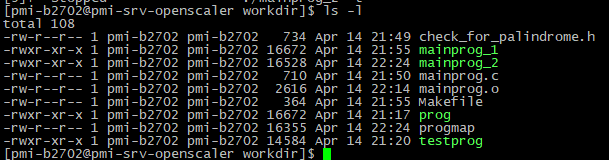 [pmi-b2702@pmi-srv-openscaler workdir]$ ls -l
total 108
-rw-r--r-- 1 pmi-b2702 pmi-b2702 734 Apr 14 21:49 check_for_palindrome.h
-rwxr-xr-x 1 pmi-b2702 pmi-b2702 16672 Apr 14 21:55 mainprog_1
-rwxr-xr-x 1 pmi-b2702 pmi-b2702 16528 Apr 14 22:24 mainprog_2
-rw-r--r-- 1 pmi-b2702 pmi-b2702 710 Apr 14 21:50 mainprog.c
-rw-r--r-- 1 pmi-b2702 pmi-b2702 2616 Apr 14 22:14 mainprog.o
-rw-r--r-- 1 pmi-b2702 pmi-b2702 364 Apr 14 21:55 Makefile
-rwxr-xr-x 1 pmi-b2702 pmi-b2702 16672 Apr 14 21:17 prog
-rw-r--r-- 1 pmi-b2702 pmi-b2702 16355 Apr 14 22:24 progmap
-rwxr-xr-x 1 pmi-b2702 pmi-b2702 14584 Apr 14 21:20 testprog
[pmi-b2702@pmi-srv-openscaler workdir]$